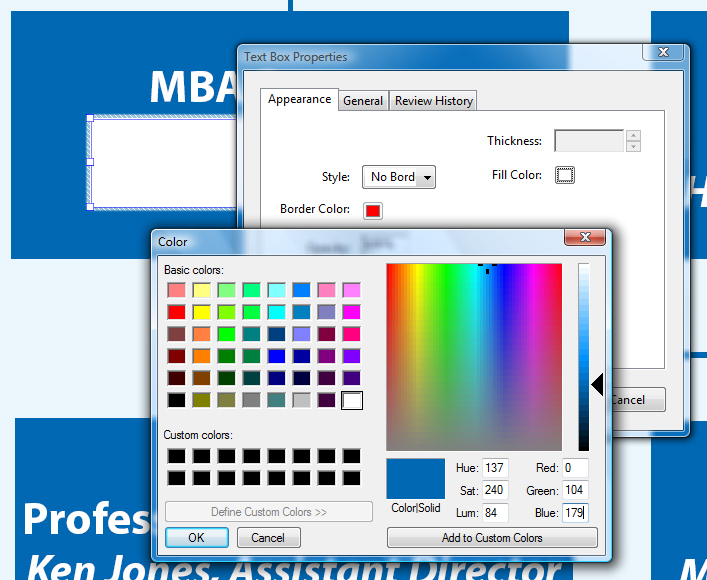 MBA
Text Box Properties
Appearance
General
Review History
Thickness:
Style: No Bord
Fill Color:
Border Color:
Color
Basic colors:
Custom colors:
Define Custom Colors >>
OK
Cancel
Color|Solid
Hue: 137
Red: 0
Sat: 240
Green: 104
Lum: 84
Blue: 179
Add to Custom Colors
Cancel
H
Profes
Ken Jones, Assistant Director
M